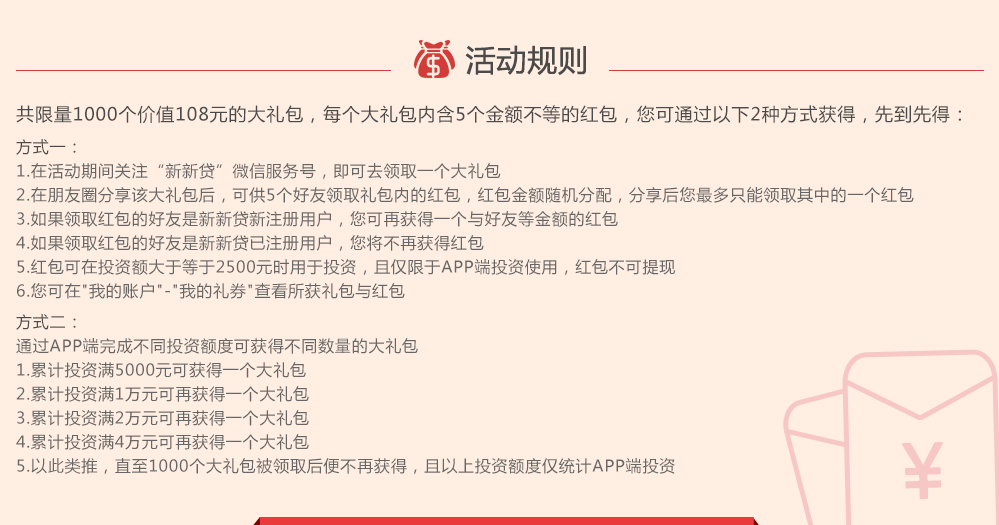 活动规则
共限量1000个价值108元的大礼包，每个大礼包内含5个金额不等的红包，您可通过以下2种方式获得，先到先得：
方式一：
1.在活动期间关注“新新贷”微信服务号，即可去领取一个大礼包
2.在朋友圈分享该大礼包后，可供5个好友领取礼包内的红包，红包金额随机分配，分享后您最多只能领取其中的一个红包
3.如果领取红包的好友是新新贷新注册用户，您可再获得一个与好友等金额的红包
4.如果领取红包的好友是新新贷已注册用户，您将不再获得红包
5.红包可在投资额大于等于2500元时用于投资，且仅限于APP端投资使用，红包不可提现
6.您可在"我的账户"-"我的礼券"查看所获礼包与红包
方式二：
通过APP端完成不同投资额度可获得不同数量的大礼包
1.累计投资满5000元可获得一个大礼包
2.累计投资满1万元可再获得一个大礼包
3.累计投资满2万元可再获得一个大礼包
4.累计投资满4万元可再获得一个大礼包
5.以此类推，直至1000个大礼包被领取后便不再获得，且以上投资额度仅统计APP端投资